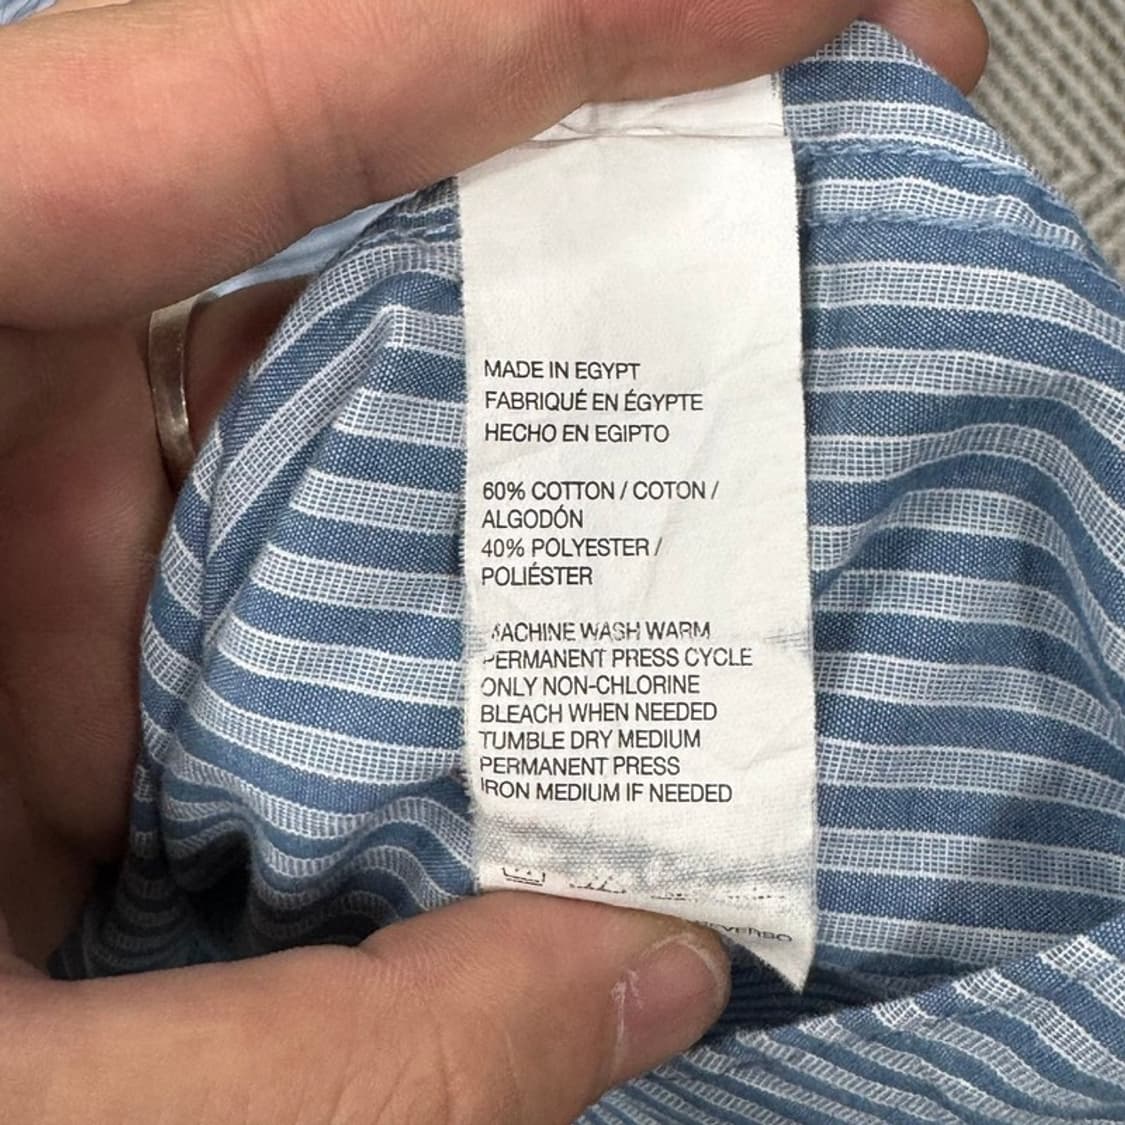 MADE IN EGYPT
FABRIQUÉ EN ÉGYPTE
HECHO EN EGIPTO
60% COTTON / COTON /
ALGODÓN
40% POLYESTER /
POLIÉSTER
MACHINE WASH WARM
PERMANENT PRESS CYCLE
ONLY NON-CHLORINE
BLEACH WHEN NEEDED
TUMBLE DRY MEDIUM
PERMANENT PRESS
IRON MEDIUM IF NEEDED